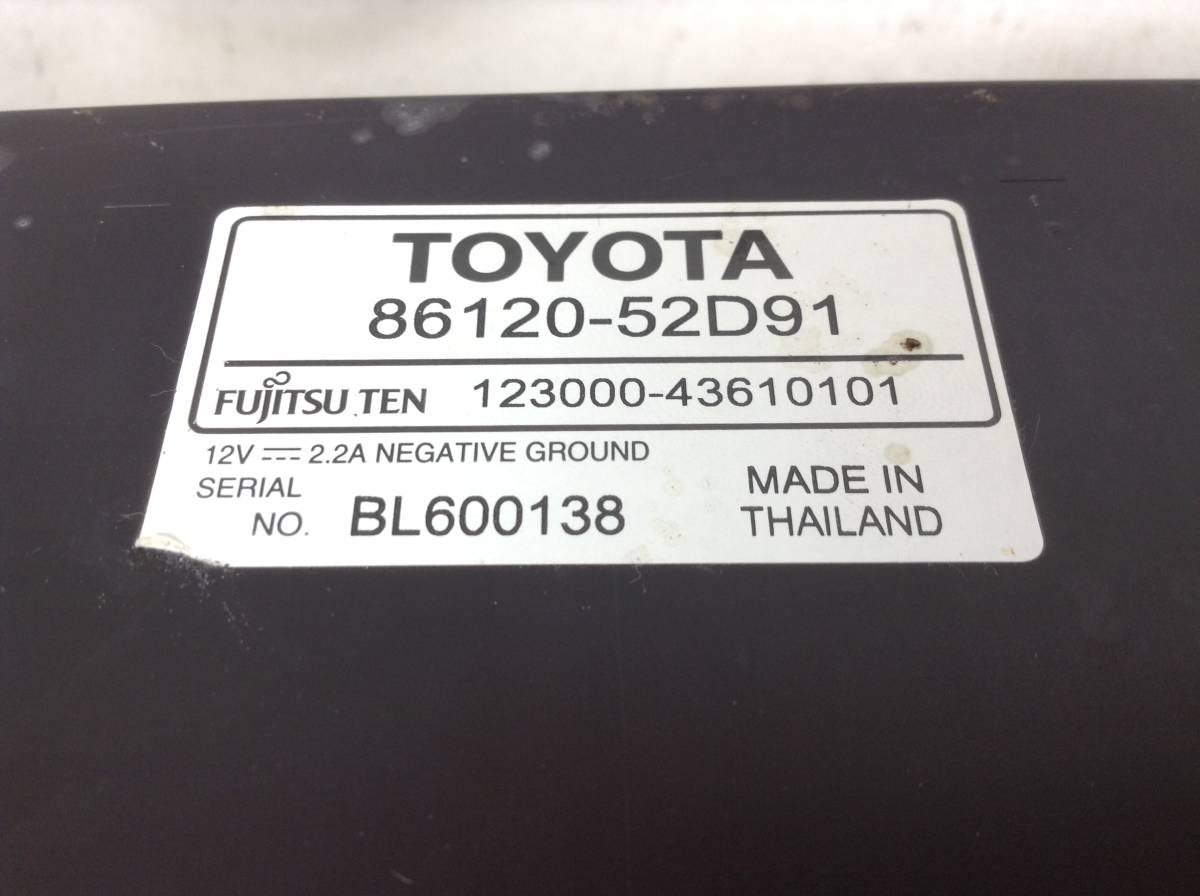 TOYOTA
86120-52D91
FUJITSU TEN 123000-43610101
12V 2.2A NEGATIVE GROUND
SERIAL NO. BL600138
MADE IN
THAILAND